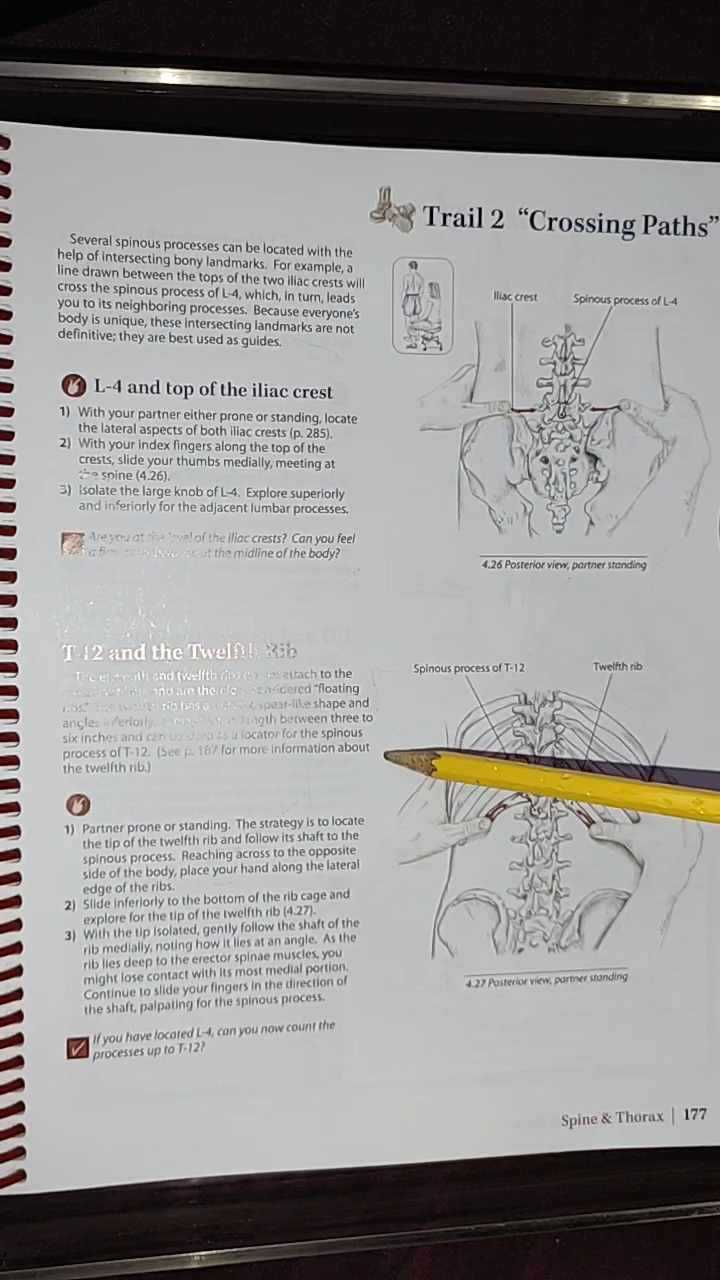 Trail 2 "Crossing Paths"
Several spinous processes can be located with the
help of intersecting bony landmarks. For example, a
line drawn between the tops of the two iliac crests will
cross the spinous process of L-4, which, in turn, leads
you to its neighboring processes. Because everyone's
body is unique, these intersecting landmarks are not
definitive; they are best used as guides.
L-4 and top of the iliac crest
1) With your partner either prone or standing, locate
the lateral aspects of both iliac crests (p. 285).
2) With your index fingers along the top of the
crests, slide your thumbs medially, meeting at
the spine (4.26).
3) Isolate the large knob of L-4. Explore superiorly
and inferiorly for the adjacent lumbar processes.
Are you at the level of the iliac crests? Can you feel
at the midline of the body?
Iliac crest
Spinous process of L-4
4.26 Posterior view, partner standing
T-12 and the Twelfth Rib
and twelfth attach to the
and are "floating
spear-like shape and
angles inferiorly. length between three to
six inches and can a locator for the spinous
process of T-12. (See p. 187 for more information about
the twelfth rib.)
1) Partner prone or standing. The strategy is to locate
the tip of the twelfth rib and follow its shaft to the
spinous process. Reaching across to the opposite
side of the body, place your hand along the lateral
edge of the ribs.
2) Slide inferiorly to the bottom of the rib cage and
explore for the tip of the twelfth rib (4.27).
3) With the tip isolated, gently follow the shaft of the
rib medially, noting how it lies at an angle. As the
rib lies deep to the erector spinae muscles, you
might lose contact with its most medial portion.
Continue to slide your fingers in the direction of
the shaft, palpating for the spinous process.
If you have located L-4, can you now count the
processes up to T-12?
Spinous process of T-12
Twelfth rib
4.27 Posterior view, partner standing
Spine & Thorax | 177